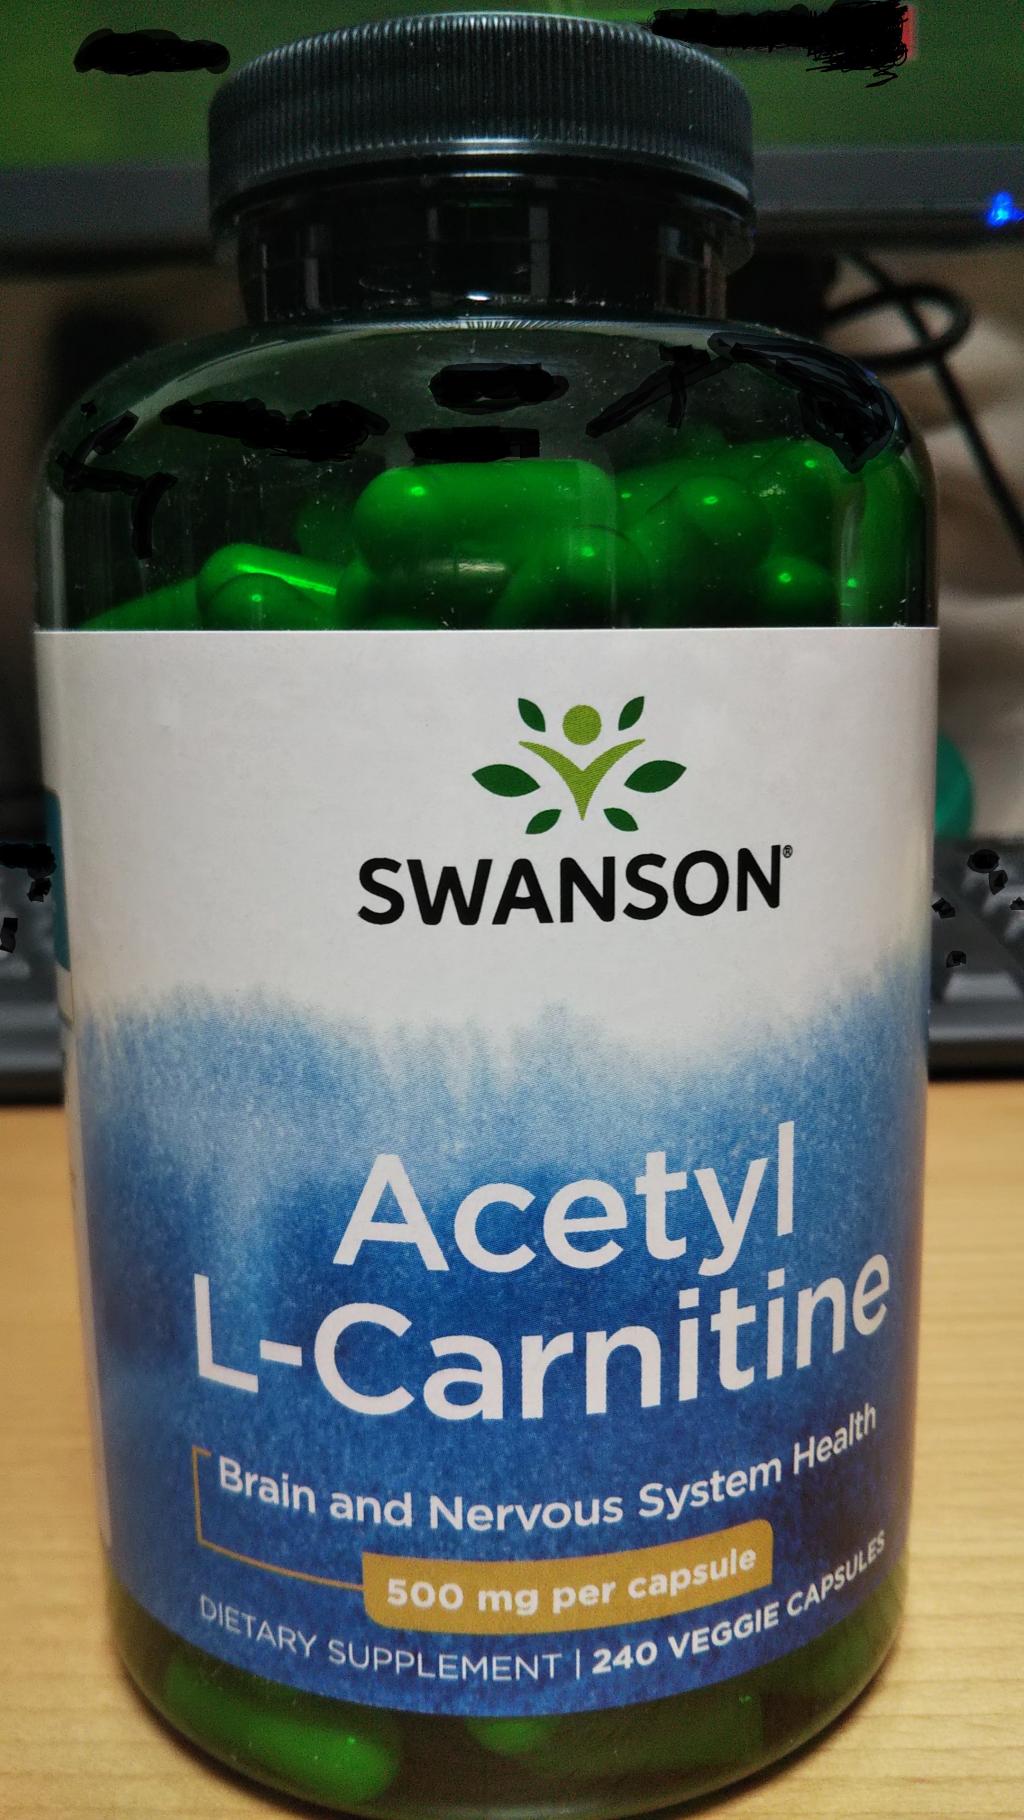 SWANSON®
Acetyl
L-Carnitine
Brain and Nervous System Health
500 mg per capsule
DIETARY SUPPLEMENT | 240 VEGGIE CAPSULES